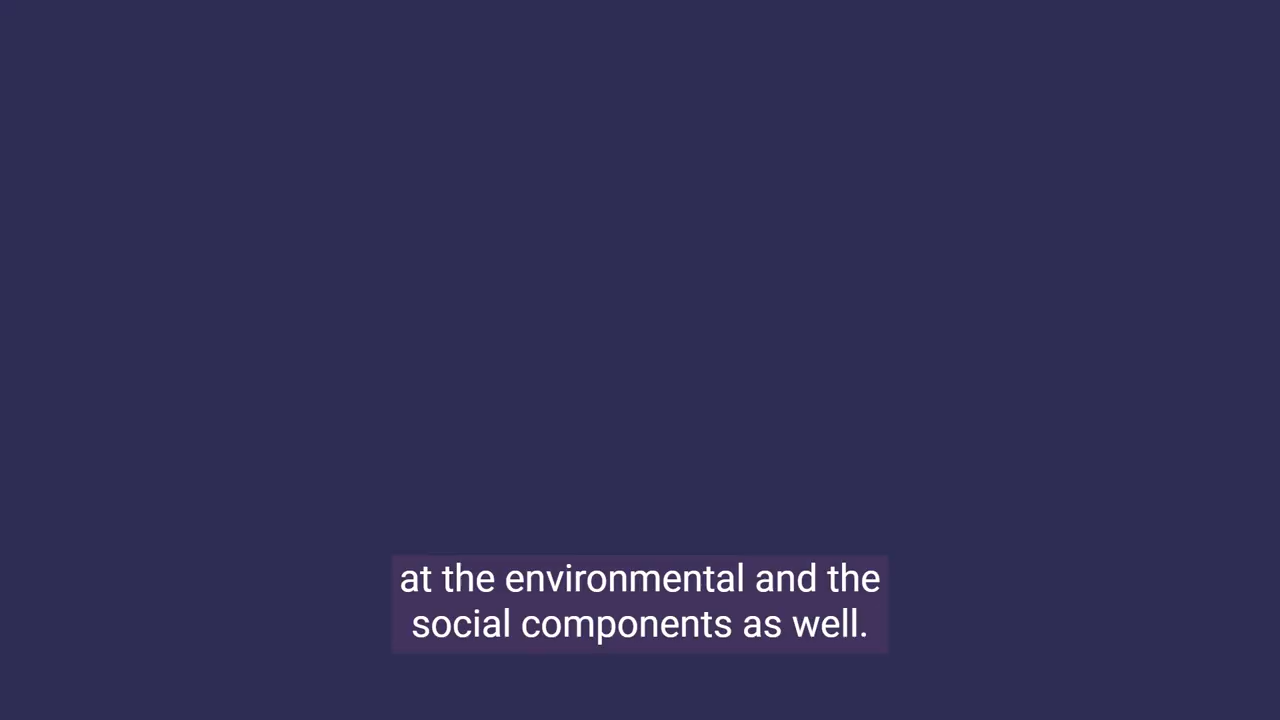 at the environmental and the
social components as well.